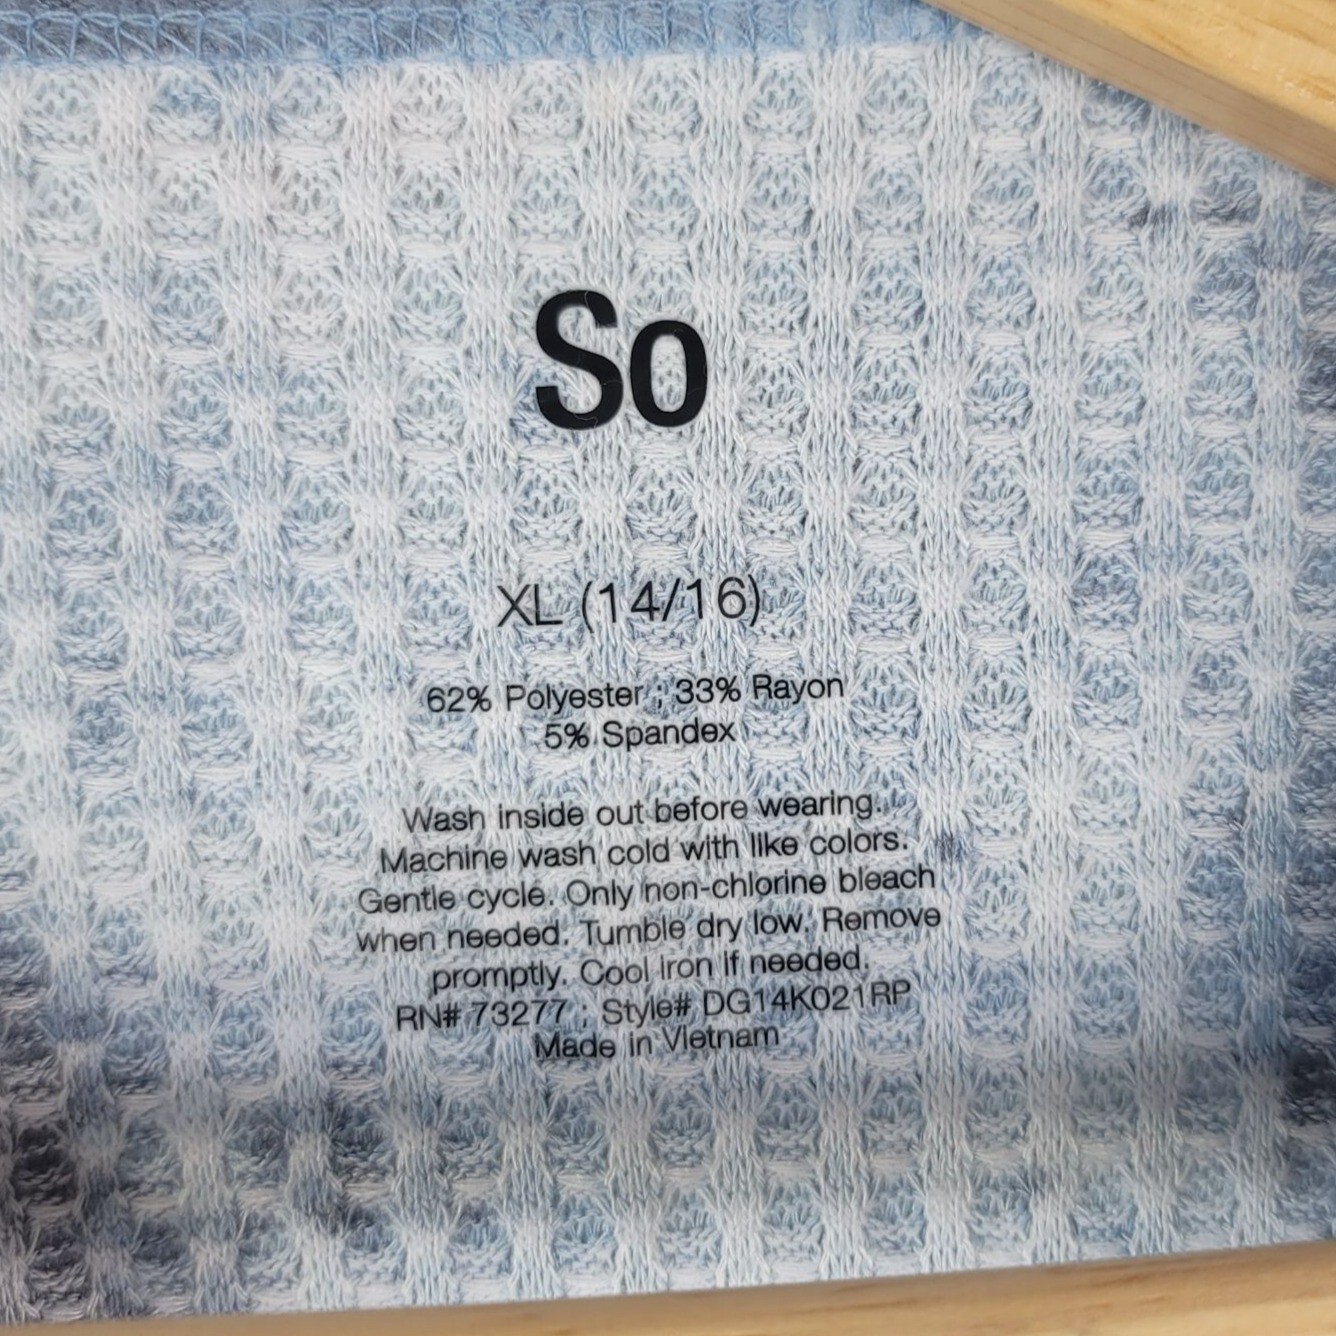 So
XL (14/16)
62% Polyester ; 33% Rayon
5% Spandex
Wash inside out before wearing.
Machine wash cold with like colors.
Gentle cycle. Only non-chlorine bleach
when needed. Tumble dry low. Remove
promptly. Cool iron if needed.
RN# 73277 ; Style# DG14K021RP
Made in Vietnam